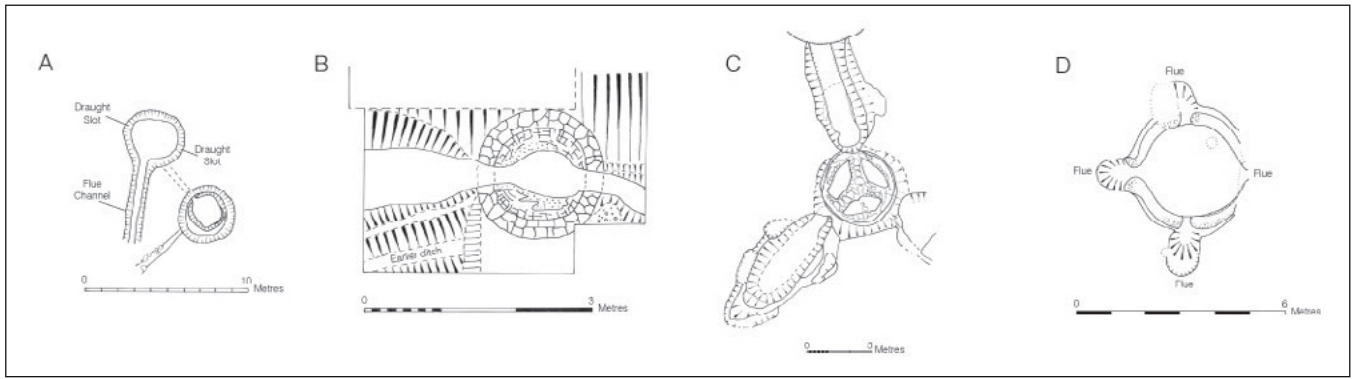 A
Draught
Slot
Draught
Slot
Flue
Channel
0 10
Metres
B
Earlier ditch
0 3
Metres
C
0 3
Metres
D
Flue
Flue
Flue
Flue
0 6
Metres